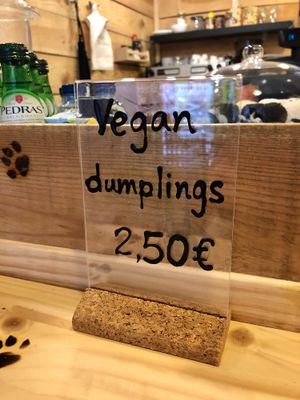 PEDRAS
Vegan
dumplings
2,50€